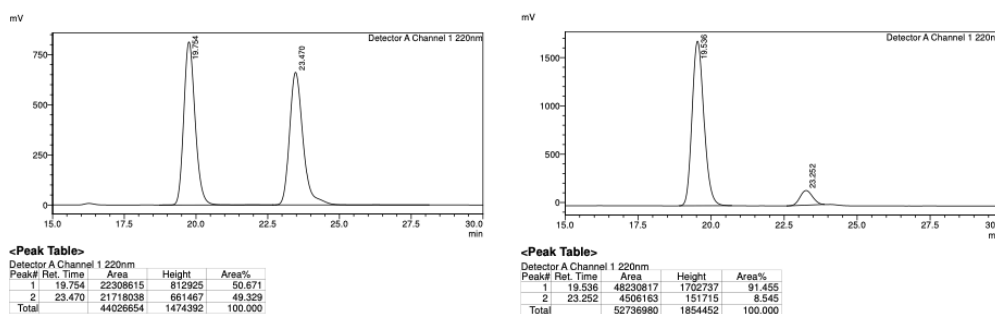 mV
Detector A Channel 1 220nm
19.754
23.470
750
500
250
0
15.0 17.5 20.0 22.5 25.0 27.5 30.0
min
<Peak Table>
Detector A Channel 1 220nm
Peak# Ret. Time Area Height Area%
1 19.754 22308615 812925 50.671
2 23.470 21718038 661467 49.329
Total 44026654 1474392 100.000
mV
Detector A Channel 1 220n
19.536
23.252
1500
1000
500
0
15.0 17.5 20.0 22.5 25.0 27.5 30.0
min
<Peak Table>
Detector A Channel 1 220nm
Peak# Ret. Time Area Height Area%
1 19.536 48230817 1702737 91.455
2 23.252 4506163 151715 8.545
Total 52736980 1854452 100.000